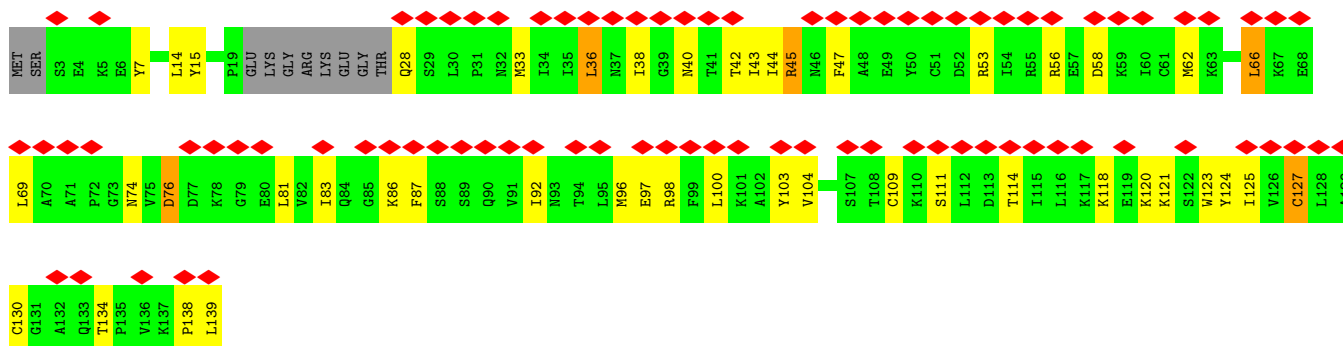 MET SER S3 E4 K5 E6 Y7 L14 Y15 P19 GLU LYS GLY ARG LYS GLU GLY THR Q28 S29 L30 P31 N32 M33 I34 I35 L36 N37 I38 G39 N40 T41 T42 I43 I44 R45 N46 F47 A48 E49 Y50 C51 D52 R53 I54 R55 R56 E57 D58 K59 I60 C61 M62 K63 L66 K67 E68
L69 A70 A71 P72 G73 N74 V75 D76 D77 K78 G79 E80 L81 V82 I83 Q84 G85 K86 F87 S88 S89 Q90 V91 I92 N93 T94 L95 M96 E97 R98 F99 L100 K101 A102 Y103 V104 S107 T108 C109 K110 S111 L112 D113 T114 I115 L116 K117 K118 E119 K120 K121 S122 W123 Y124 I125 V126 C127 L128
C130 G131 A132 Q133 T134 P135 V136 K137 P138 L139